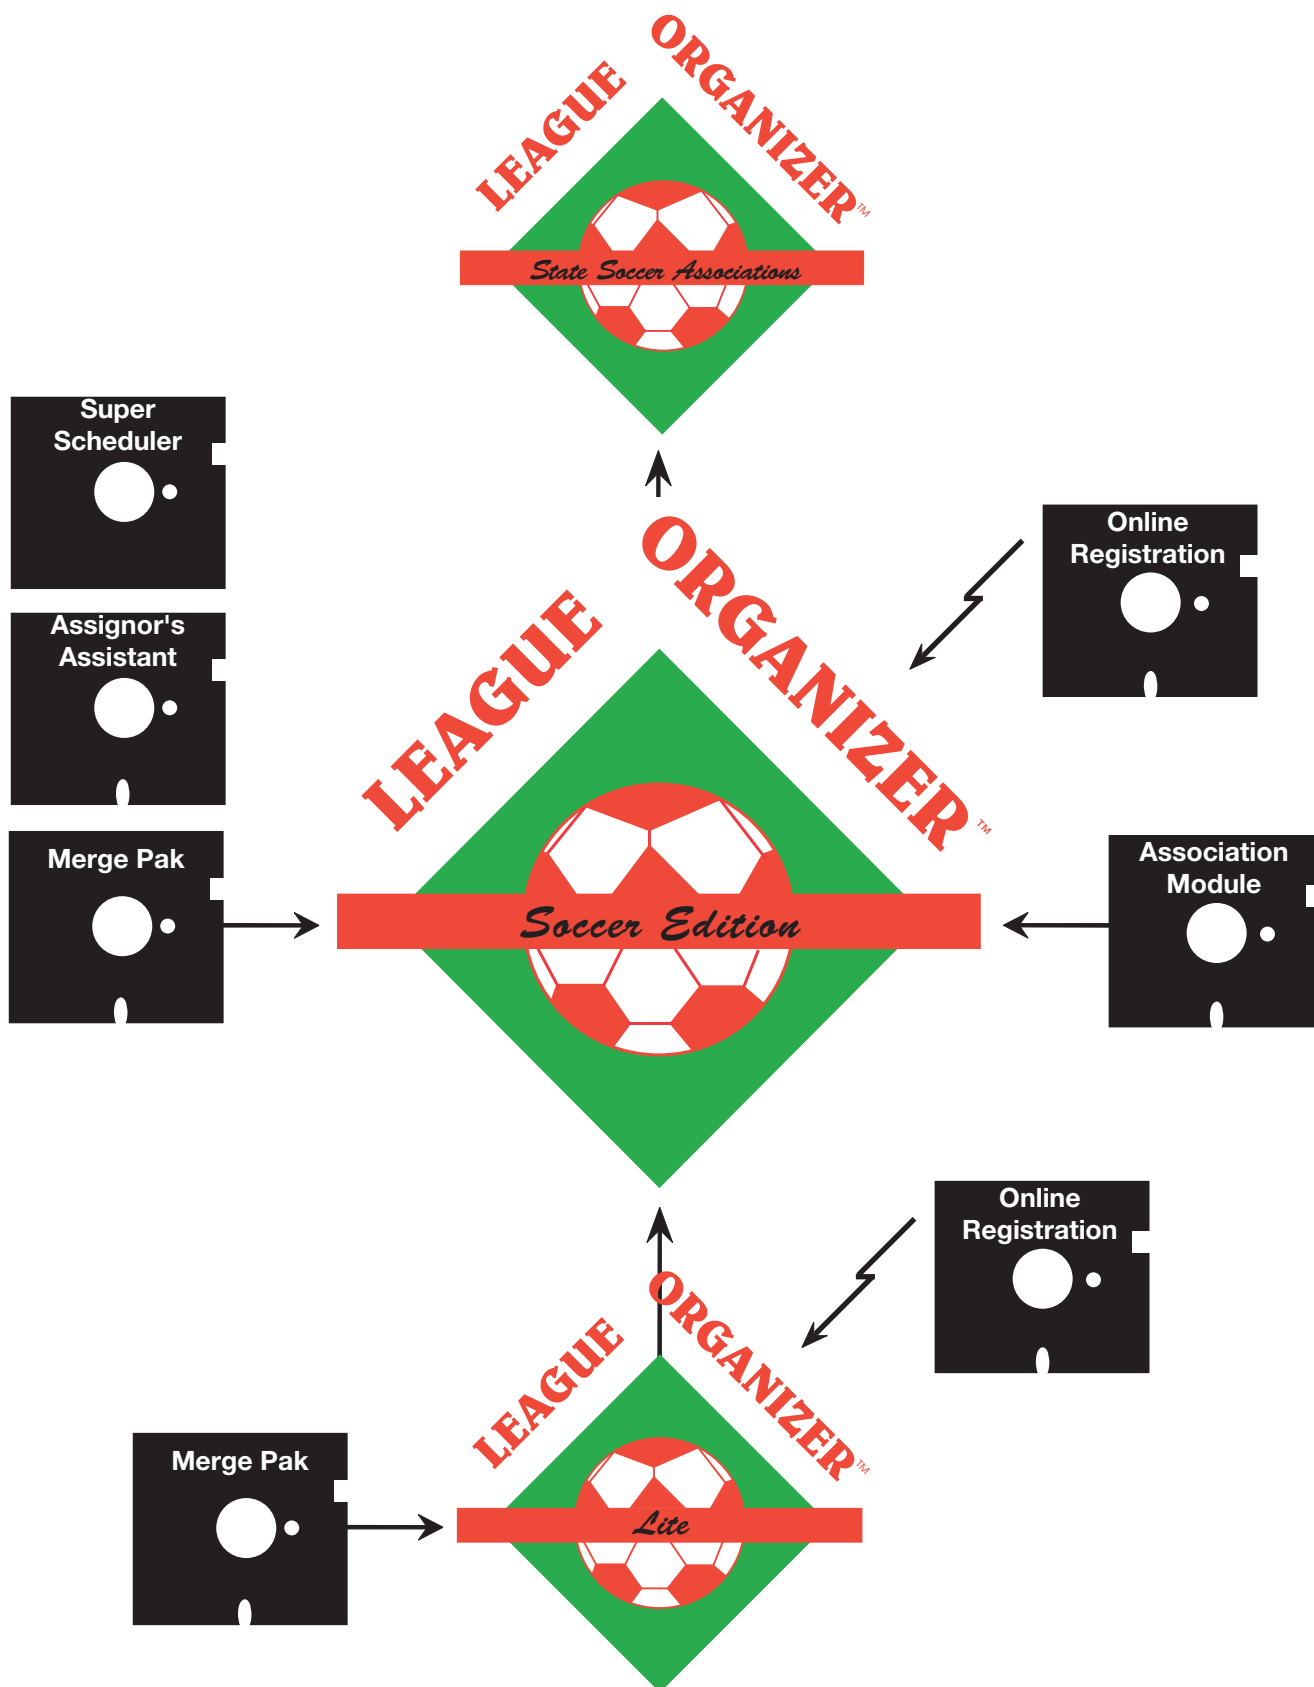 LEAGUE ORGANIZER™
State Soccer Associations
Super
Scheduler
Online
Registration
Assignor's
Assistant
LEAGUE ORGANIZER™
Merge Pak
Soccer Edition
Association
Module
Online
Registration
LEAGUE ORGANIZER™
Merge Pak
Lite